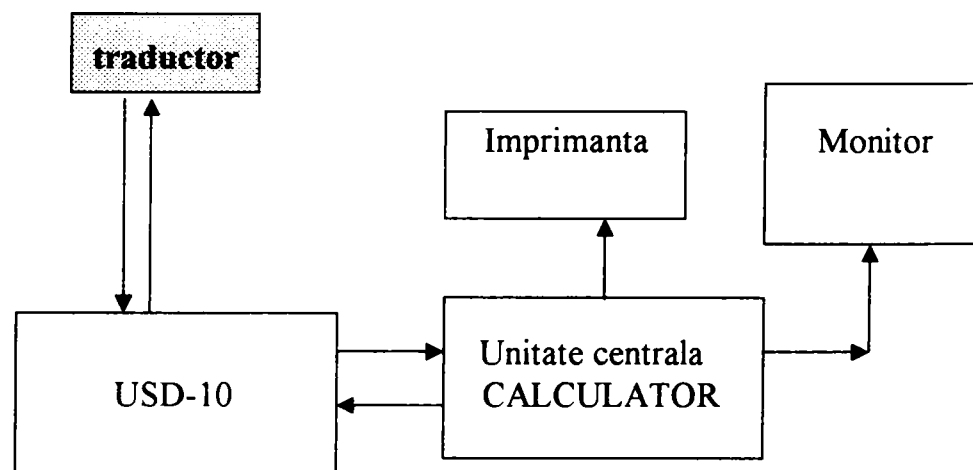 traductor
Imprimanta
Monitor
USD-10
Unitate centrala
CALCULATOR